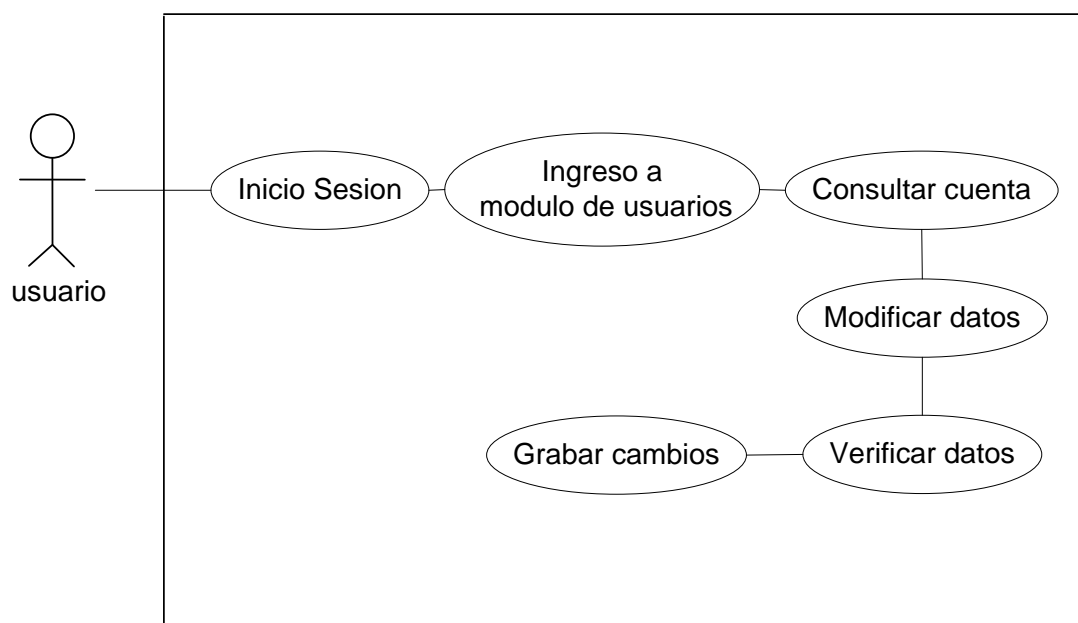 Inicio Sesion
Ingreso a
modulo de usuarios
Consultar cuenta
usuario
Modificar datos
Grabar cambios
Verificar datos